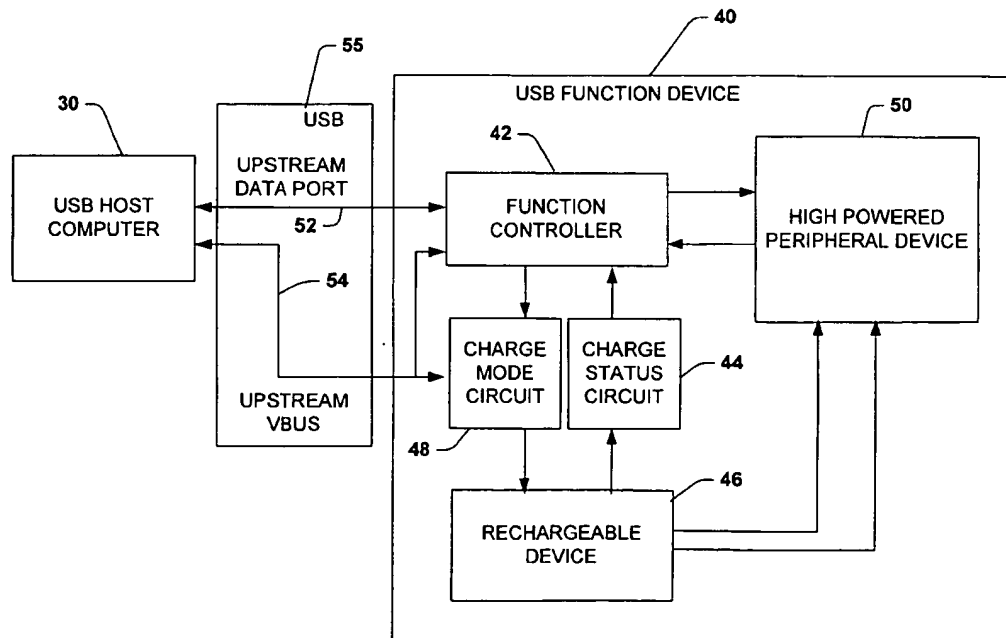 55
40
USB FUNCTION DEVICE
30
USB
42
50
UPSTREAM
DATA PORT
USB HOST
COMPUTER
52
FUNCTION
CONTROLLER
HIGH POWERED
PERIPHERAL DEVICE
54
CHARGE
MODE
CIRCUIT
CHARGE
STATUS
CIRCUIT
44
UPSTREAM
VBUS
48
46
RECHARGEABLE
DEVICE